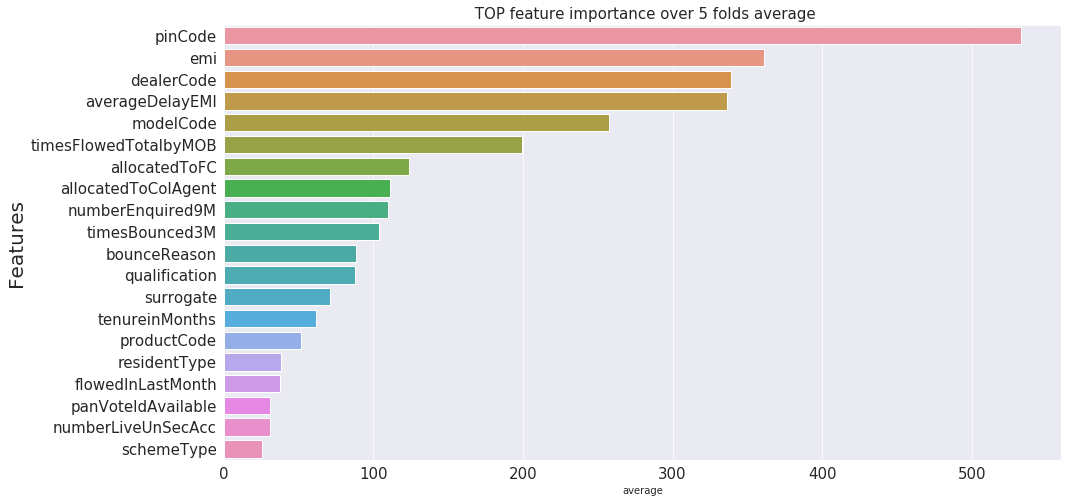 TOP feature importance over 5 folds average
Features
pinCode
emi
dealerCode
averageDelayEMI
modelCode
timesFlowedTotalbyMOB
allocatedToFC
allocatedToColAgent
numberEnquired9M
timesBounced3M
bounceReason
qualification
surrogate
tenureinMonths
productCode
residentType
flowedInLastMonth
panVoteIdAvailable
numberLiveUnSecAcc
schemeType
0 100 200 300 400 500
average